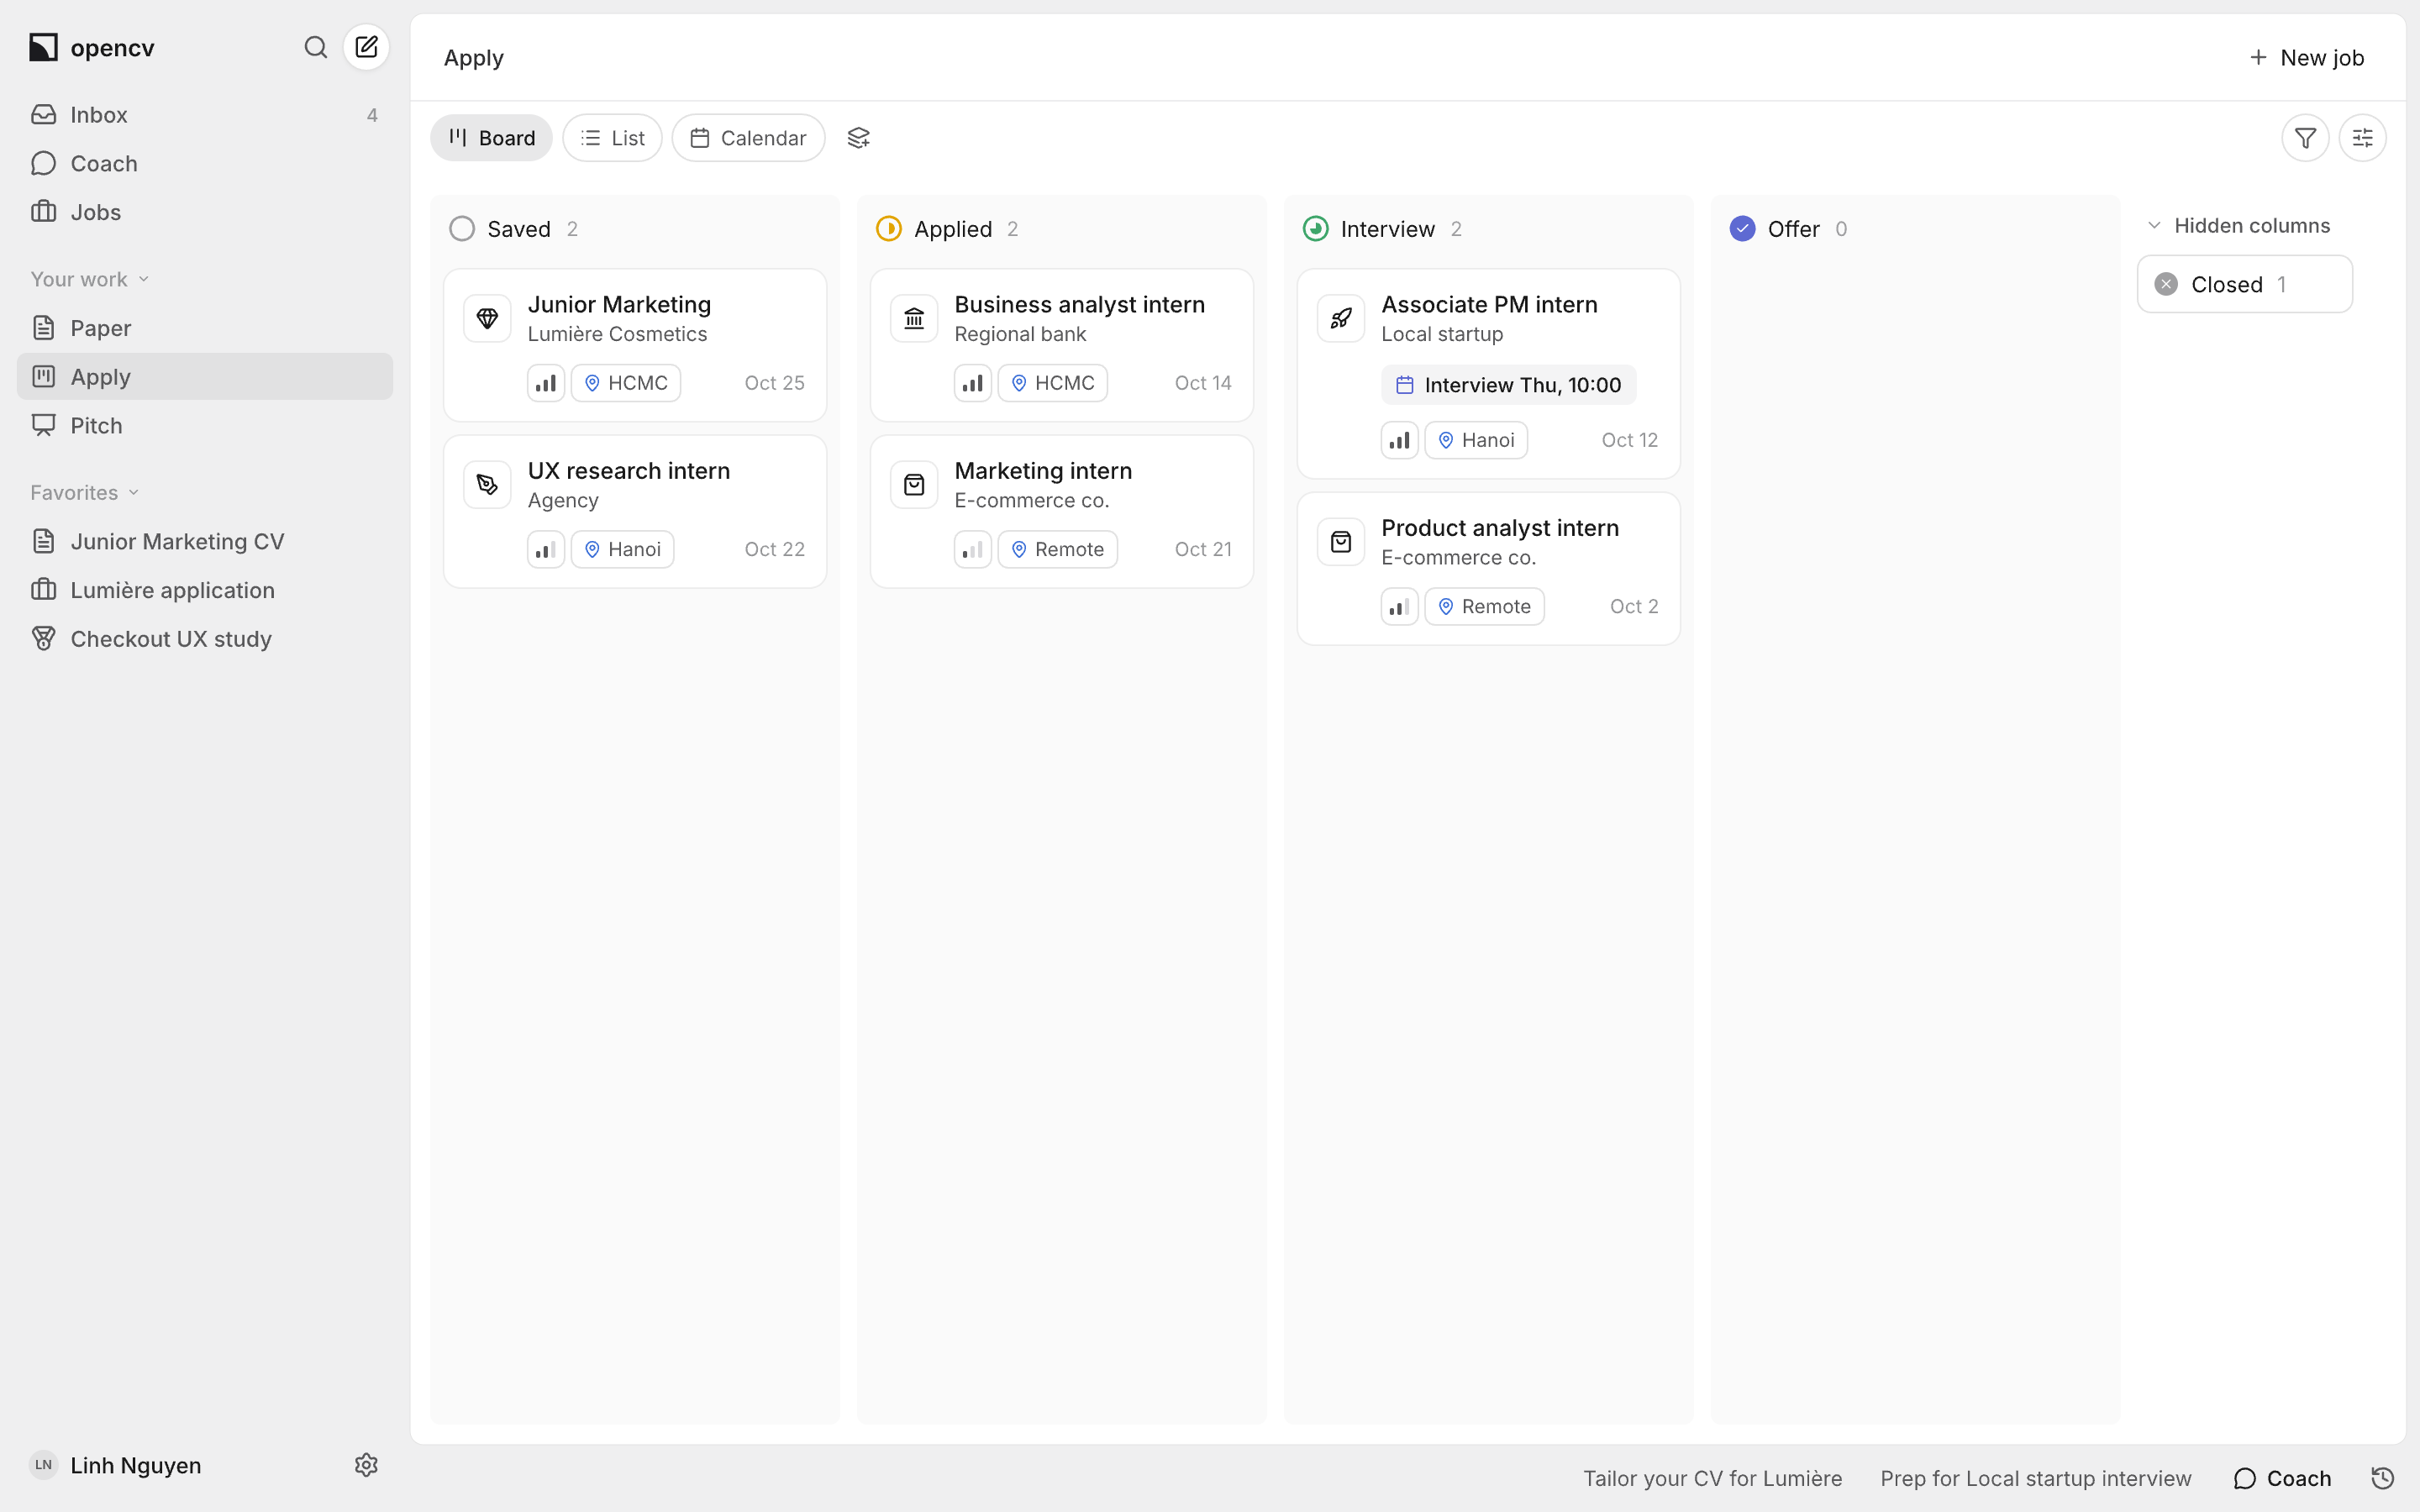 opencv
Inbox 4
Coach
Jobs
Your work
Paper
Apply
Pitch
Favorites
Junior Marketing CV
Lumière application
Checkout UX study
LN Linh Nguyen
Apply
New job
Board
List
Calendar
Saved 2
Junior Marketing
Lumière Cosmetics
HCMC
Oct 25
UX research intern
Agency
Hanoi
Oct 22
Applied 2
Business analyst intern
Regional bank
HCMC
Oct 14
Marketing intern
E-commerce co.
Remote
Oct 21
Interview 2
Associate PM intern
Local startup
Interview Thu, 10:00
Hanoi
Oct 12
Product analyst intern
E-commerce co.
Remote
Oct 2
Offer 0
Hidden columns
Closed 1
Tailor your CV for Lumière
Prep for Local startup interview
Coach